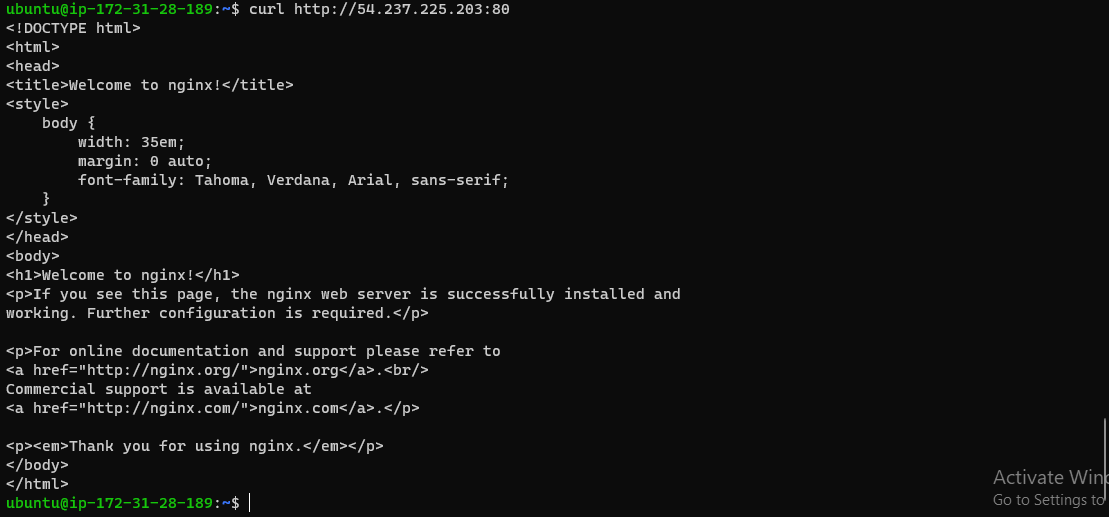 ubuntu@ip-172-31-28-189:~$ curl http://54.237.225.203:80
<!DOCTYPE html>
<html>
<head>
<title>Welcome to nginx!</title>
<style>
    body {
        width: 35em;
        margin: 0 auto;
        font-family: Tahoma, Verdana, Arial, sans-serif;
    }
</style>
</head>
<body>
<h1>Welcome to nginx!</h1>
<p>If you see this page, the nginx web server is successfully installed and
working. Further configuration is required.</p>

<p>For online documentation and support please refer to
<a href="http://nginx.org/">nginx.org</a>.<br/>
Commercial support is available at
<a href="http://nginx.com/">nginx.com</a>.</p>

<p><em>Thank you for using nginx.</em></p>
</body>
</html>
ubuntu@ip-172-31-28-189:~$
Activate Win
Go to Settings to